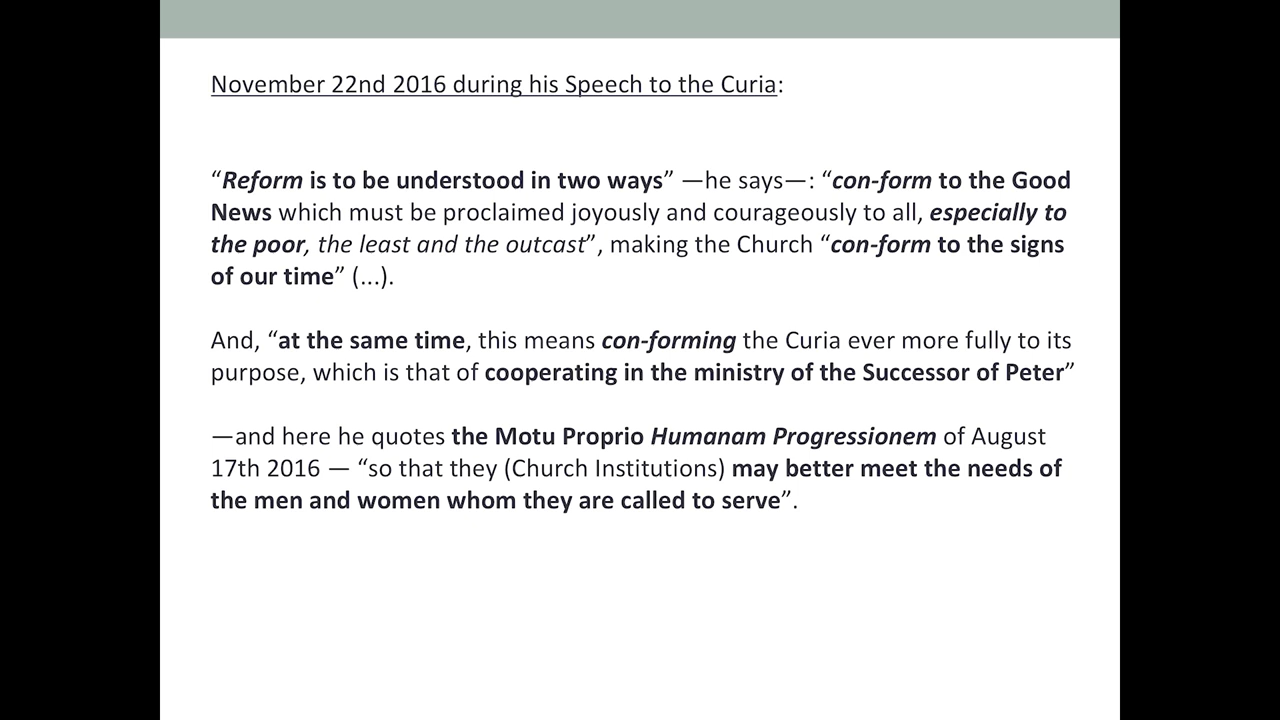 November 22nd 2016 during his Speech to the Curia:
“Reform is to be understood in two ways” —he says—: “con-form to the Good
News which must be proclaimed joyously and courageously to all, especially to
the poor, the least and the outcast”, making the Church “con-form to the signs
of our time” (...).
And, “at the same time, this means con-forming the Curia ever more fully to its
purpose, which is that of cooperating in the ministry of the Successor of Peter”
—and here he quotes the Motu Proprio Humanam Progressionem of August
17th 2016 — “so that they (Church Institutions) may better meet the needs of
the men and women whom they are called to serve”.